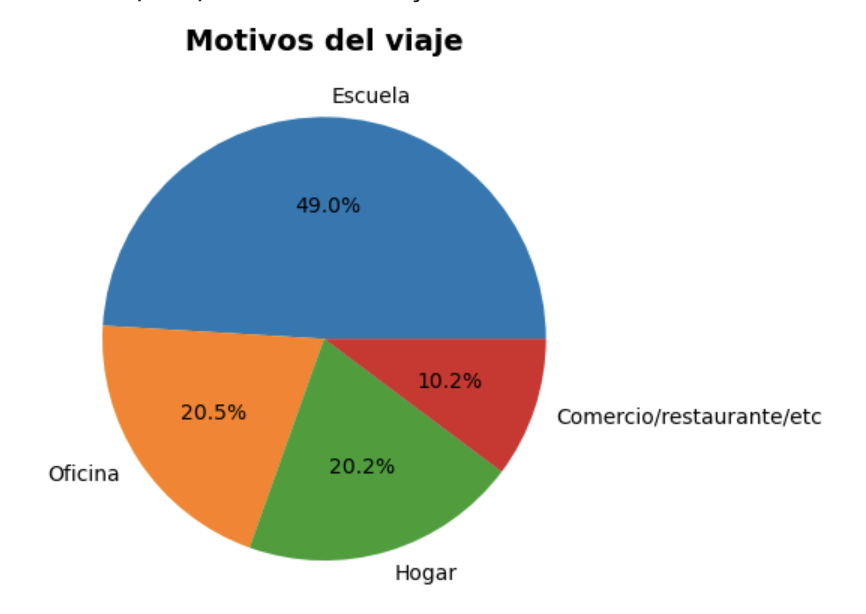 Motivos del viaje
Escuela
49.0%
10.2%
Comercio/restaurante/etc
20.5%
20.2%
Oficina
Hogar